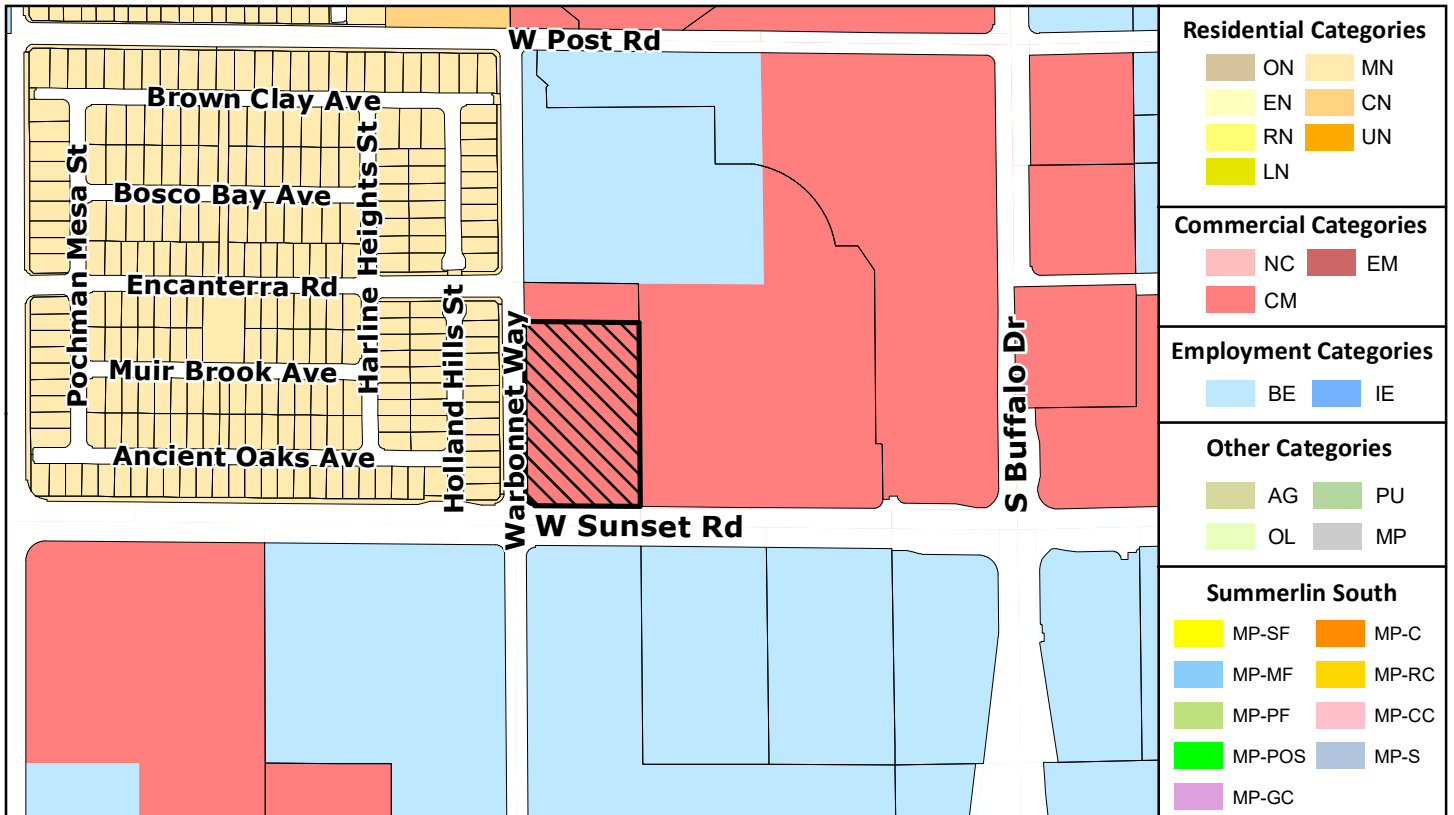 W Post Rd
Brown Clay Ave
Pochman Mesa St
Harline Heights St
Bosco Bay Ave
Encanterra Rd
Holland Hills St
Warbonnet Way
S Buffalo Dr
Muir Brook Ave
Ancient Oaks Ave
W Sunset Rd
Residential Categories
ON MN
EN CN
RN UN
LN
Commercial Categories
NC EM
CM
Employment Categories
BE IE
Other Categories
AG PU
OL MP
Summerlin South
MP-SF MP-C
MP-MF MP-RC
MP-PF MP-CC
MP-POS MP-S
MP-GC